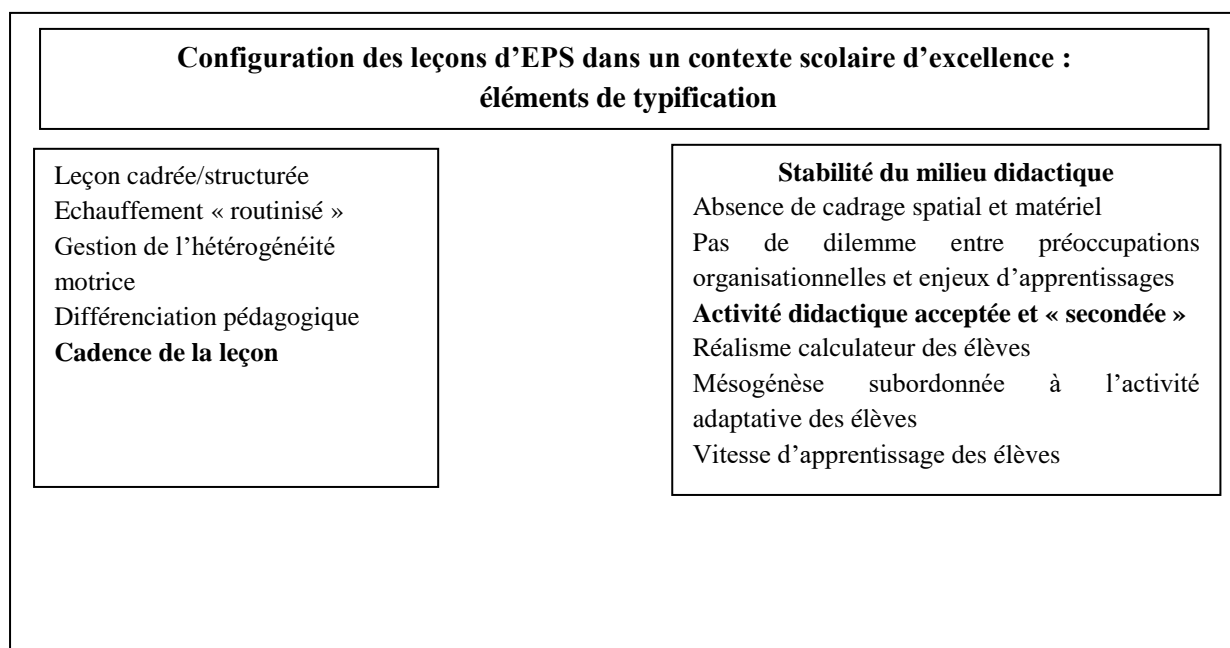 Configuration des leçons d’EPS dans un contexte scolaire d’excellence :
éléments de typification
Leçon cadrée/structurée
Echauffement « routinisé »
Gestion de l’hétérogénéité
motrice
Différenciation pédagogique
Cadence de la leçon
Stabilité du milieu didactique
Absence de cadrage spatial et matériel
Pas de dilemme entre préoccupations
organisationnelles et enjeux d’apprentissages
Activité didactique acceptée et « secondée »
Réalisme calculateur des élèves
Mésogénèse subordonnée à l’activité
adaptative des élèves
Vitesse d’apprentissage des élèves